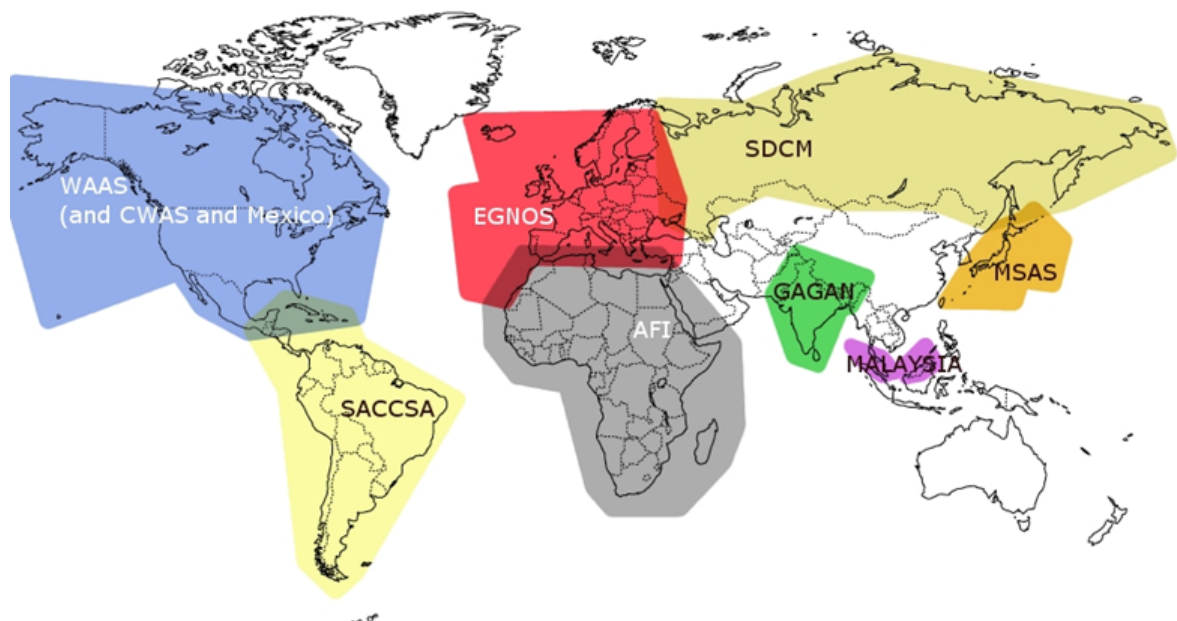 SDCM
WAAS
(and CWAS and Mexico)
EGNOS
MSAS
GAGAN
AFI
MALAYSIA
SACCSA